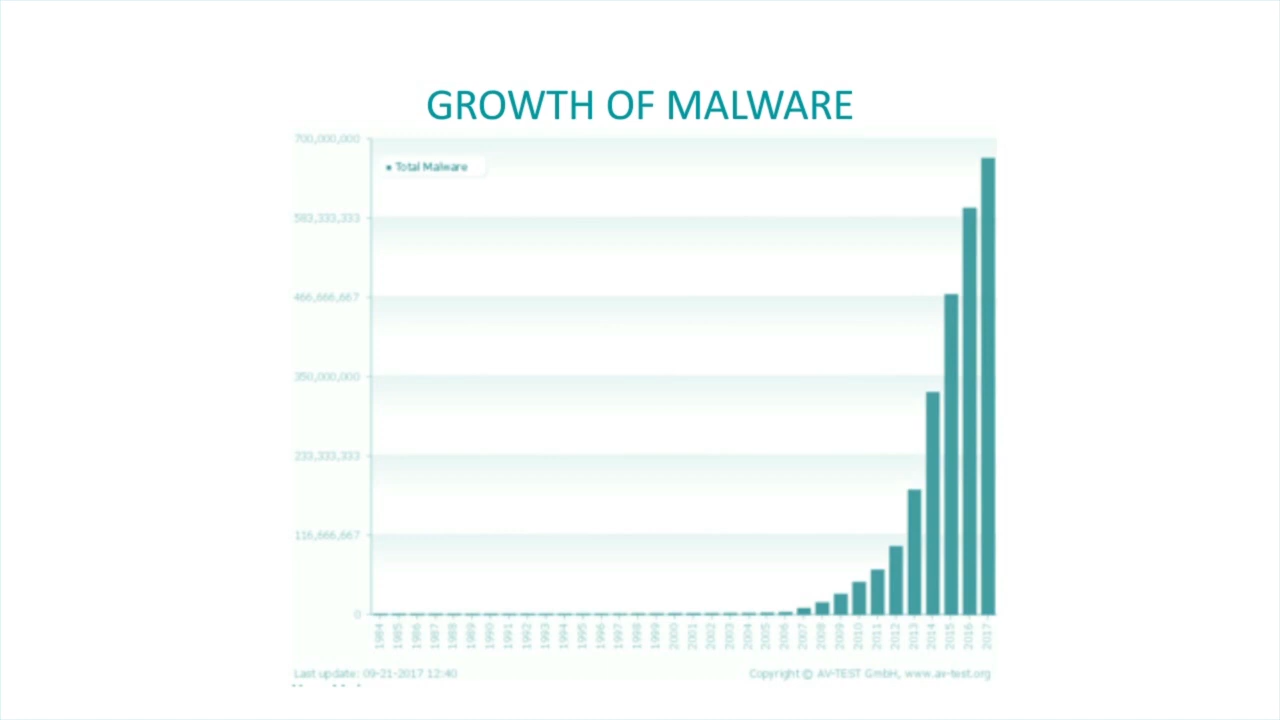 GROWTH OF MALWARE
700,000,000
Total Malware
583,333,333
466,666,667
350,000,000
233,333,333
116,666,667
0
1984 1985 1986 1987 1988 1989 1990 1991 1992 1993 1994 1995 1996 1997 1998 1999 2000 2001 2002 2003 2004 2005 2006 2007 2008 2009 2010 2011 2012 2013 2014 2015 2016 2017
Last update: 09-21-2017 12:40
Copyright © AV-TEST GmbH, www.av-test.org